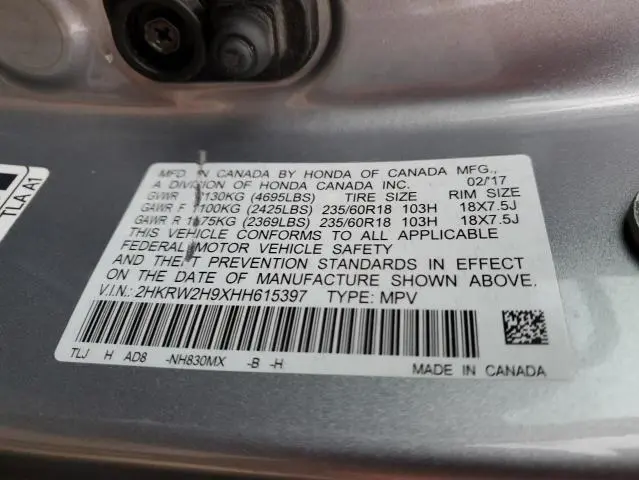 TLA A1
MFD IN CANADA BY HONDA OF CANADA MFG.,
A DIVISION OF HONDA CANADA INC. 02/'17
GVWR 2130KG (4695LBS) TIRE SIZE RIM SIZE
GAWR F 1100KG (2425LBS) 235/60R18 103H 18X7.5J
GAWR R 1075KG (2369LBS) 235/60R18 103H 18X7.5J
THIS VEHICLE CONFORMS TO ALL APPLICABLE
FEDERAL MOTOR VEHICLE SAFETY
AND THEFT PREVENTION STANDARDS IN EFFECT
ON THE DATE OF MANUFACTURE SHOWN ABOVE.
V.I.N.: 2HKRW2H9XHH615397 TYPE: MPV
TLJ H AD8 -NH830MX -B -H
MADE IN CANADA